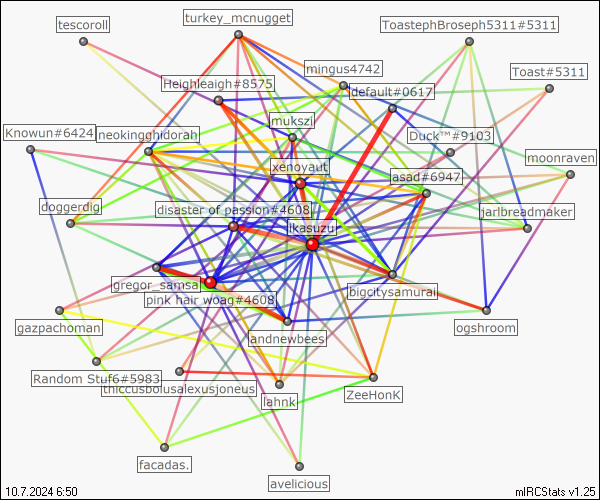 turkey_mcnugget
tescoroll
ToastephBroseph5311#5311
mingus4742
Toast#5311
Heighleaigh#8575
default#0617
mukszi
Knowun#6424
neokingghidorah
Duck™#9103
xenoyaut
moonraven
asad#6947
doggerdig
disaster of passion#4608
jarlbreadmaker
ikasuzu
gregor_samsa
pink hair woag#4608
bigcitysamurai
gazpachoman
andnewbees
ogshroom
Random Stuf6#5983
thiccusbolusalexusjoneus
lahnk
ZeeHonK
facadas.
avelicious
10.7.2024 6:50
mIRCStats v1.25